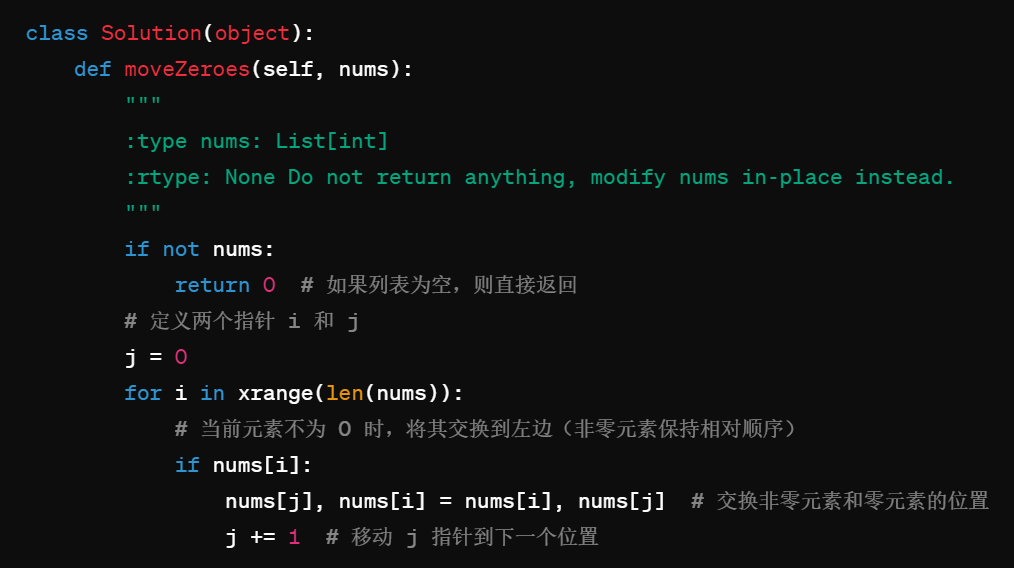 class Solution(object):
    def moveZeroes(self, nums):
        """
        :type nums: List[int]
        :rtype: None Do not return anything, modify nums in-place instead.
        """
        if not nums:
            return 0  # 如果列表为空，则直接返回
        # 定义两个指针 i 和 j
        j = 0
        for i in xrange(len(nums)):
            # 当前元素不为 0 时，将其交换到左边（非零元素保持相对顺序）
            if nums[i]:
                nums[j], nums[i] = nums[i], nums[j]  # 交换非零元素和零元素的位置
                j += 1  # 移动 j 指针到下一个位置